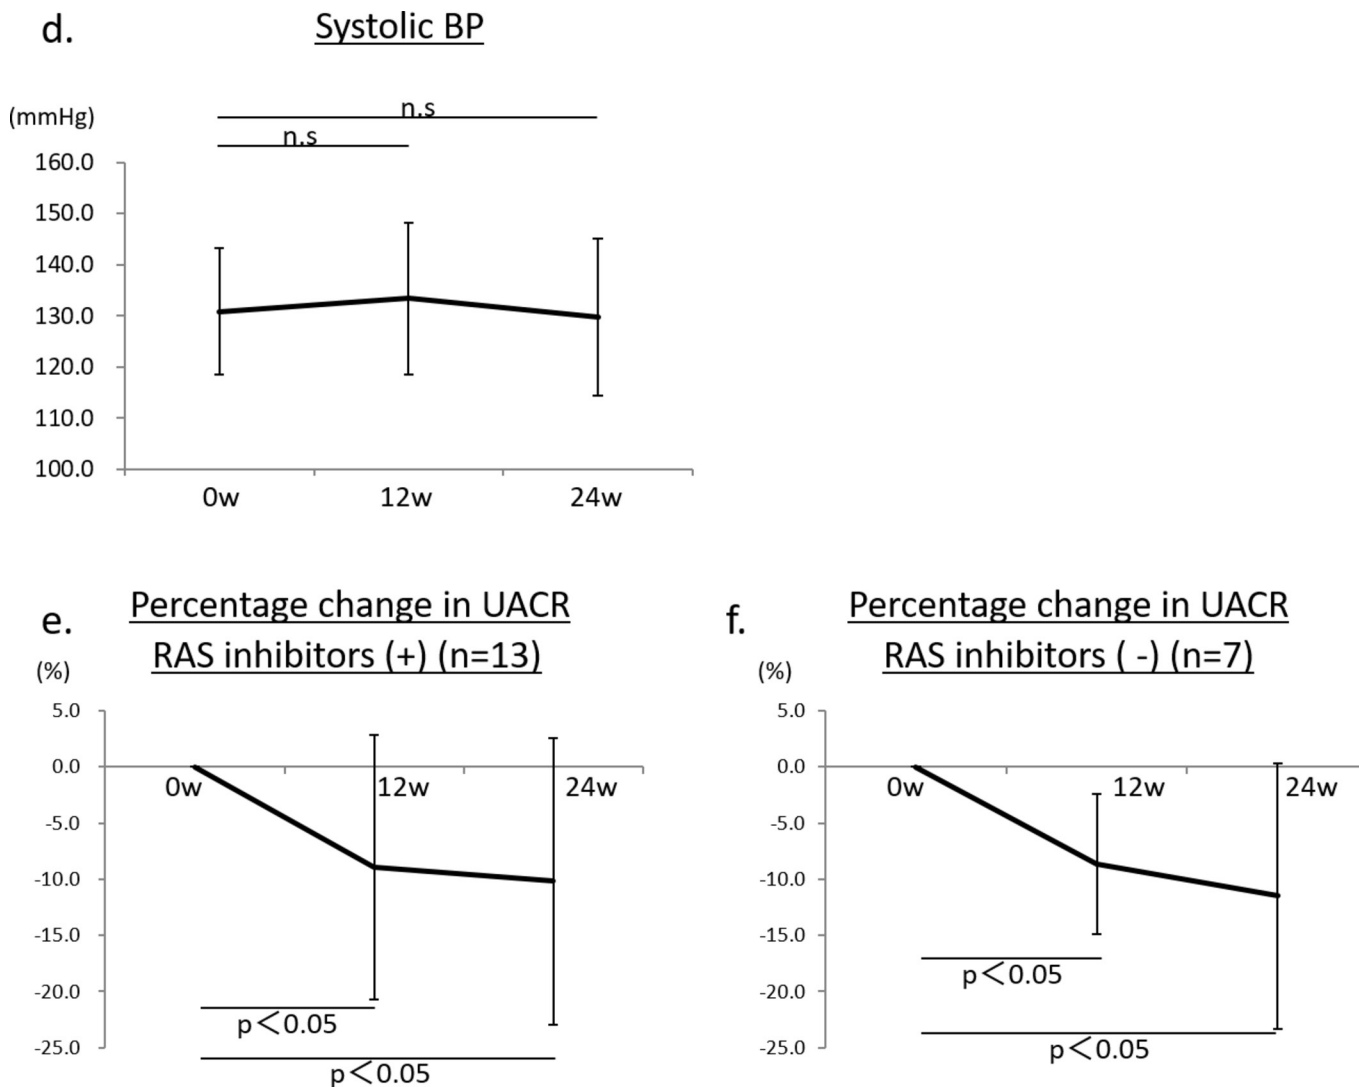 d.
Systolic BP
(mmHg)
n.s
n.s
160.0
150.0
140.0
130.0
120.0
110.0
100.0
0w 12w 24w
e.
Percentage change in UACR
RAS inhibitors (+) (n=13)
(%)
5.0
0.0
-5.0
-10.0
-15.0
-20.0
-25.0
0w 12w 24w
p＜0.05
p＜0.05
f.
Percentage change in UACR
RAS inhibitors ( -) (n=7)
(%)
5.0
0.0
-5.0
-10.0
-15.0
-20.0
-25.0
0w 12w 24w
p＜0.05
p＜0.05